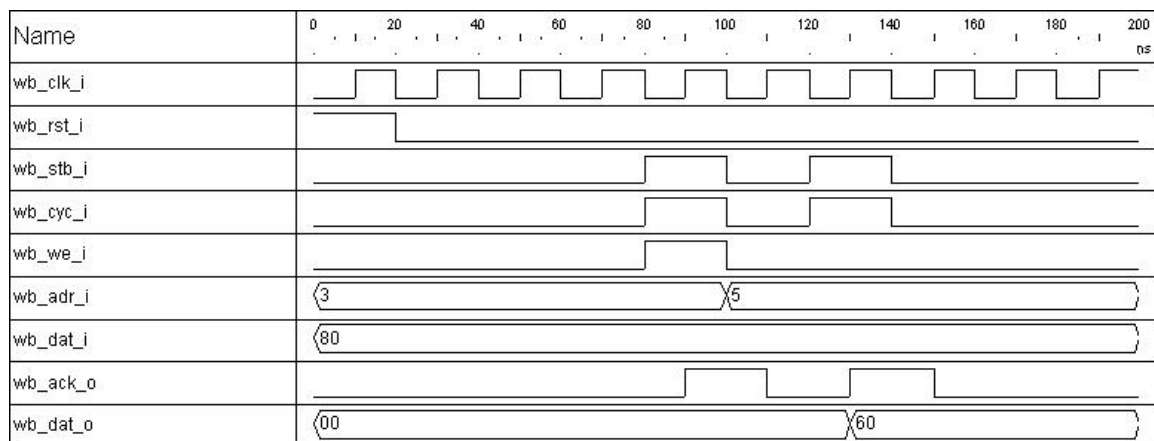 Name 0 20 40 60 80 100 120 140 160 180 200
ns
wb_clk_i
wb_rst_i
wb_stb_i
wb_cyc_i
wb_we_i
wb_adr_i 3 5
wb_dat_i 80
wb_ack_o
wb_dat_o 00 60